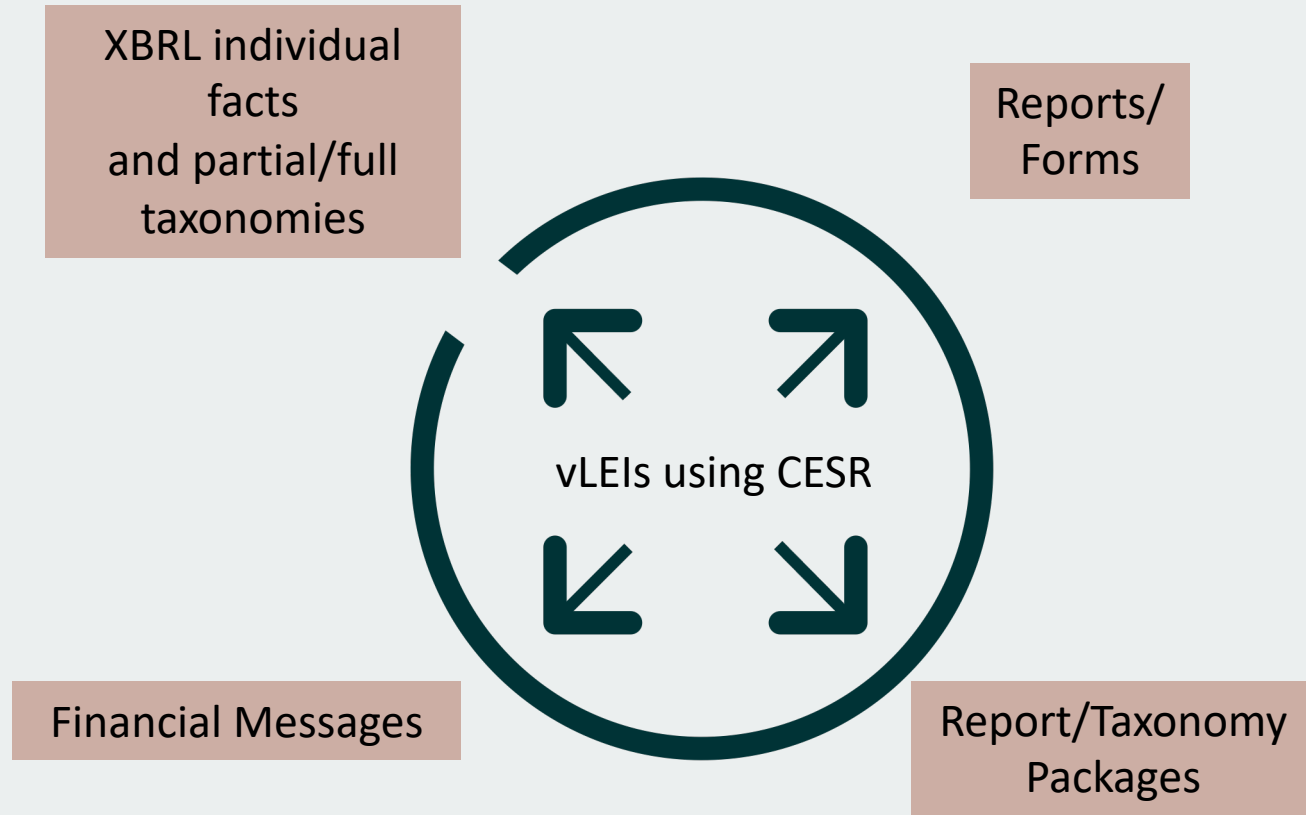 XBRL individual
facts
and partial/full
taxonomies
Reports/
Forms
vLEIs using CESR
Financial Messages
Report/Taxonomy
Packages